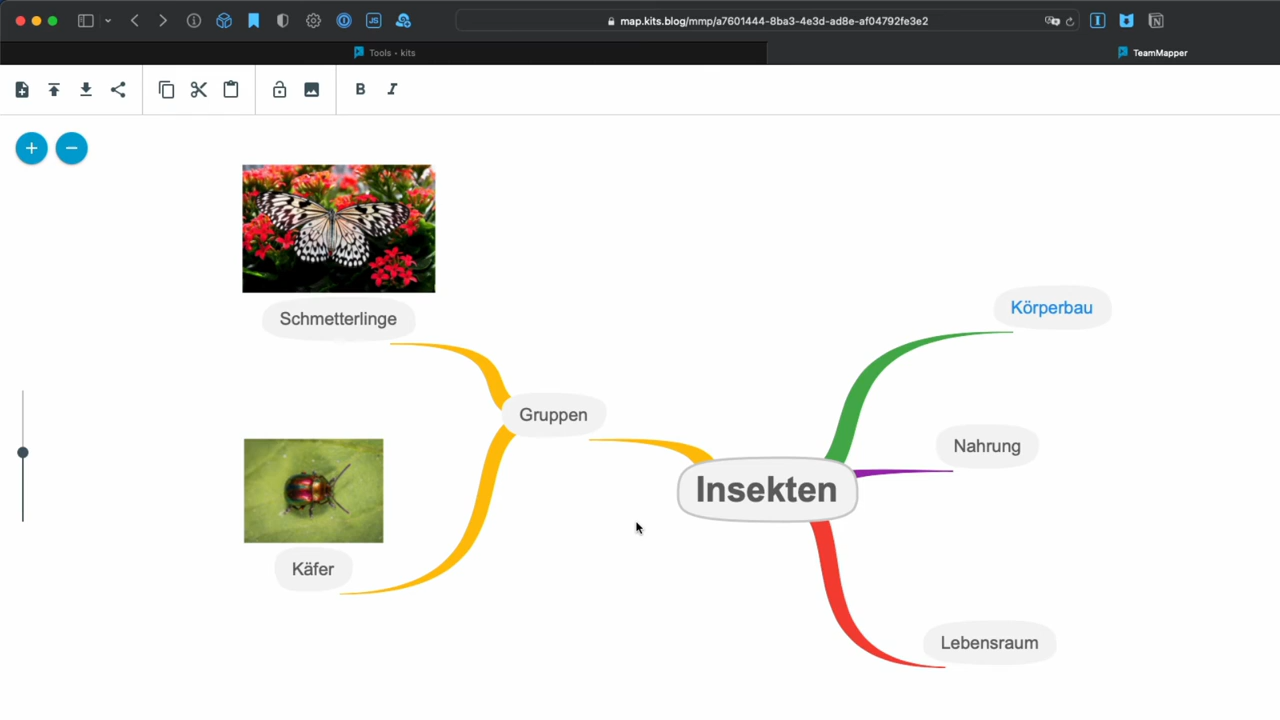 map.kits.blog/mmp/a7601444-8ba3-4e3d-ad8e-af04792fe3e2
Tools - kits
TeamMapper
B I
Schmetterlinge
Körperbau
Gruppen
Nahrung
Insekten
Käfer
Lebensraum